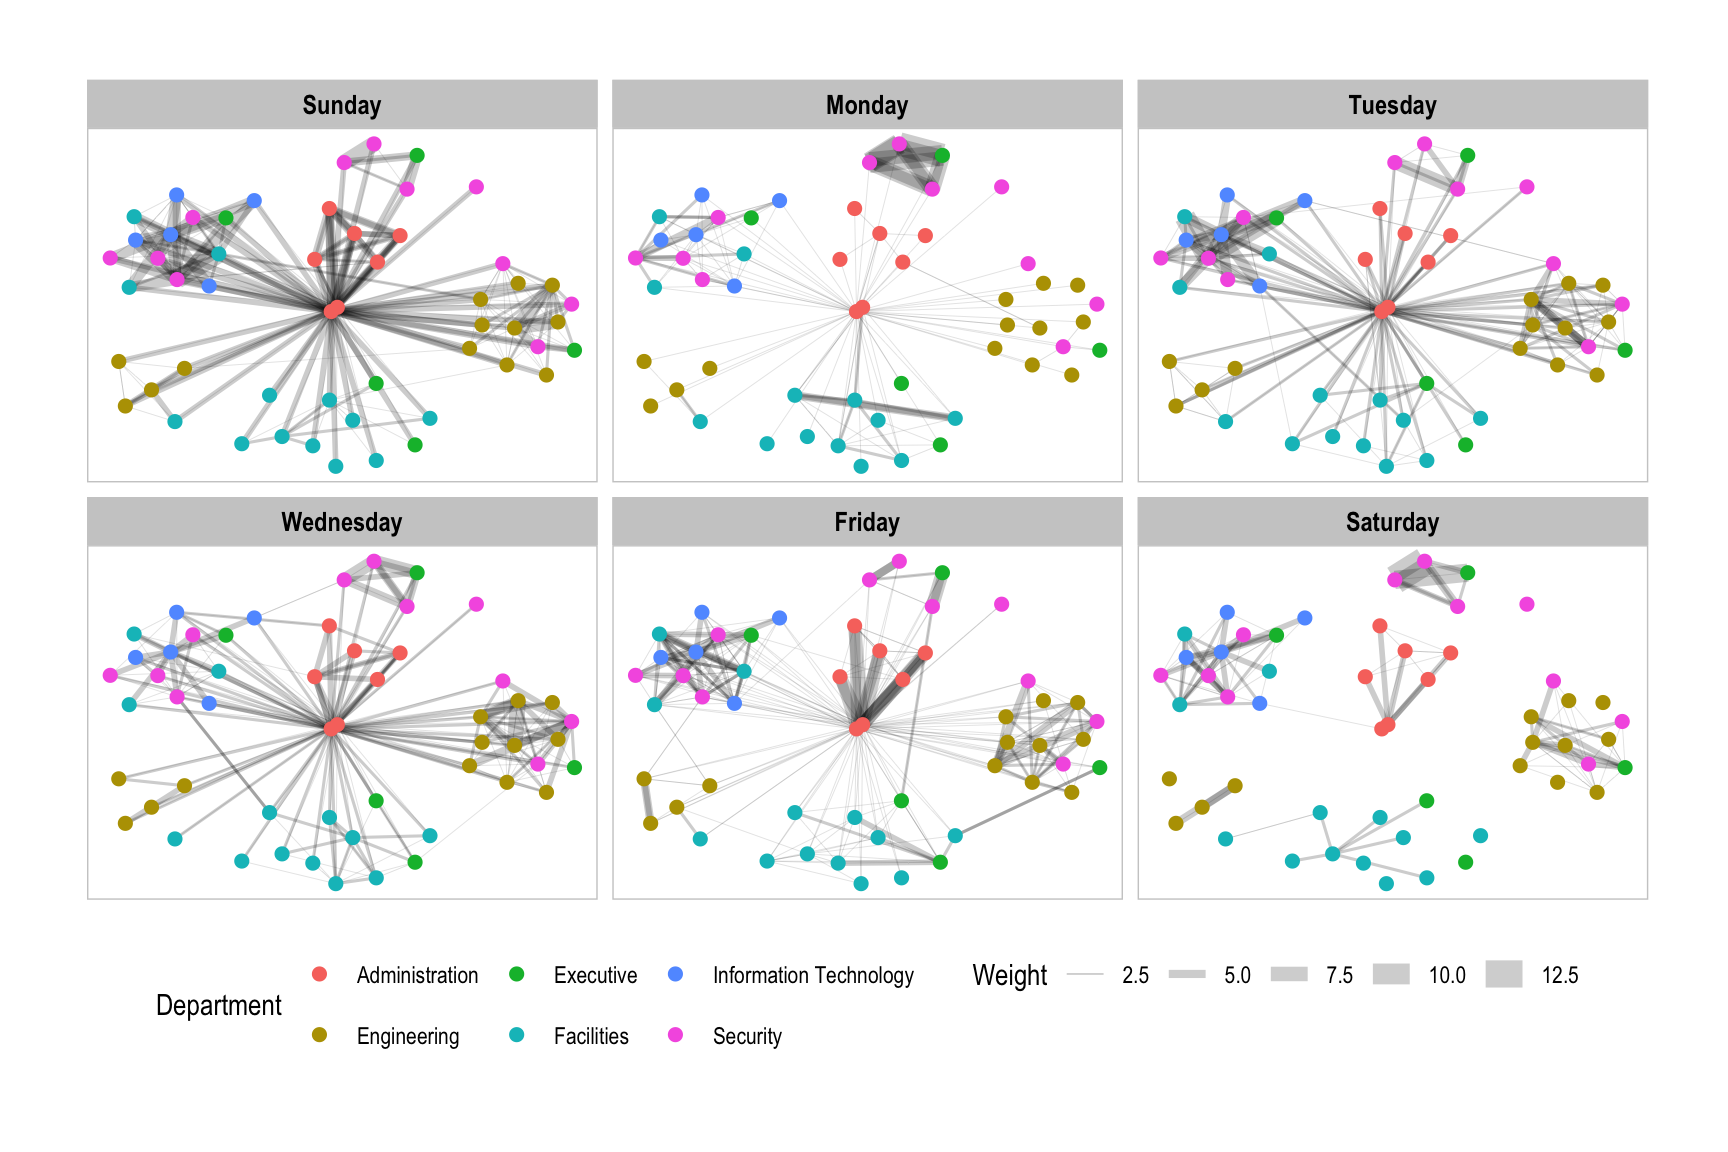 Sunday
Monday
Tuesday
Wednesday
Friday
Saturday
Department
Administration
Executive
Information Technology
Engineering
Facilities
Security
Weight
2.5
5.0
7.5
10.0
12.5